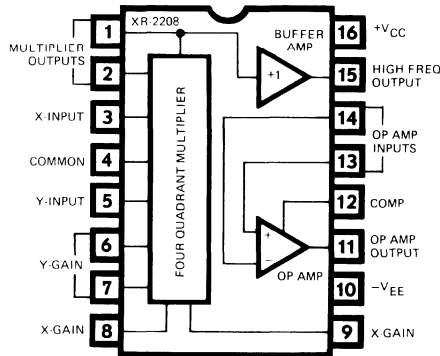 XR-2208
1
MULTIPLIER
OUTPUTS
2
X-INPUT
3
COMMON
4
Y-INPUT
5
6
Y-GAIN
7
X-GAIN
8
FOUR QUADRANT MULTIPLIER
BUFFER
AMP
+1
+
−
OP AMP
16
+VCC
15
HIGH FREQ
OUTPUT
14
OP AMP
INPUTS
13
12
COMP
11
OP AMP
OUTPUT
10
−VEE
9
X-GAIN